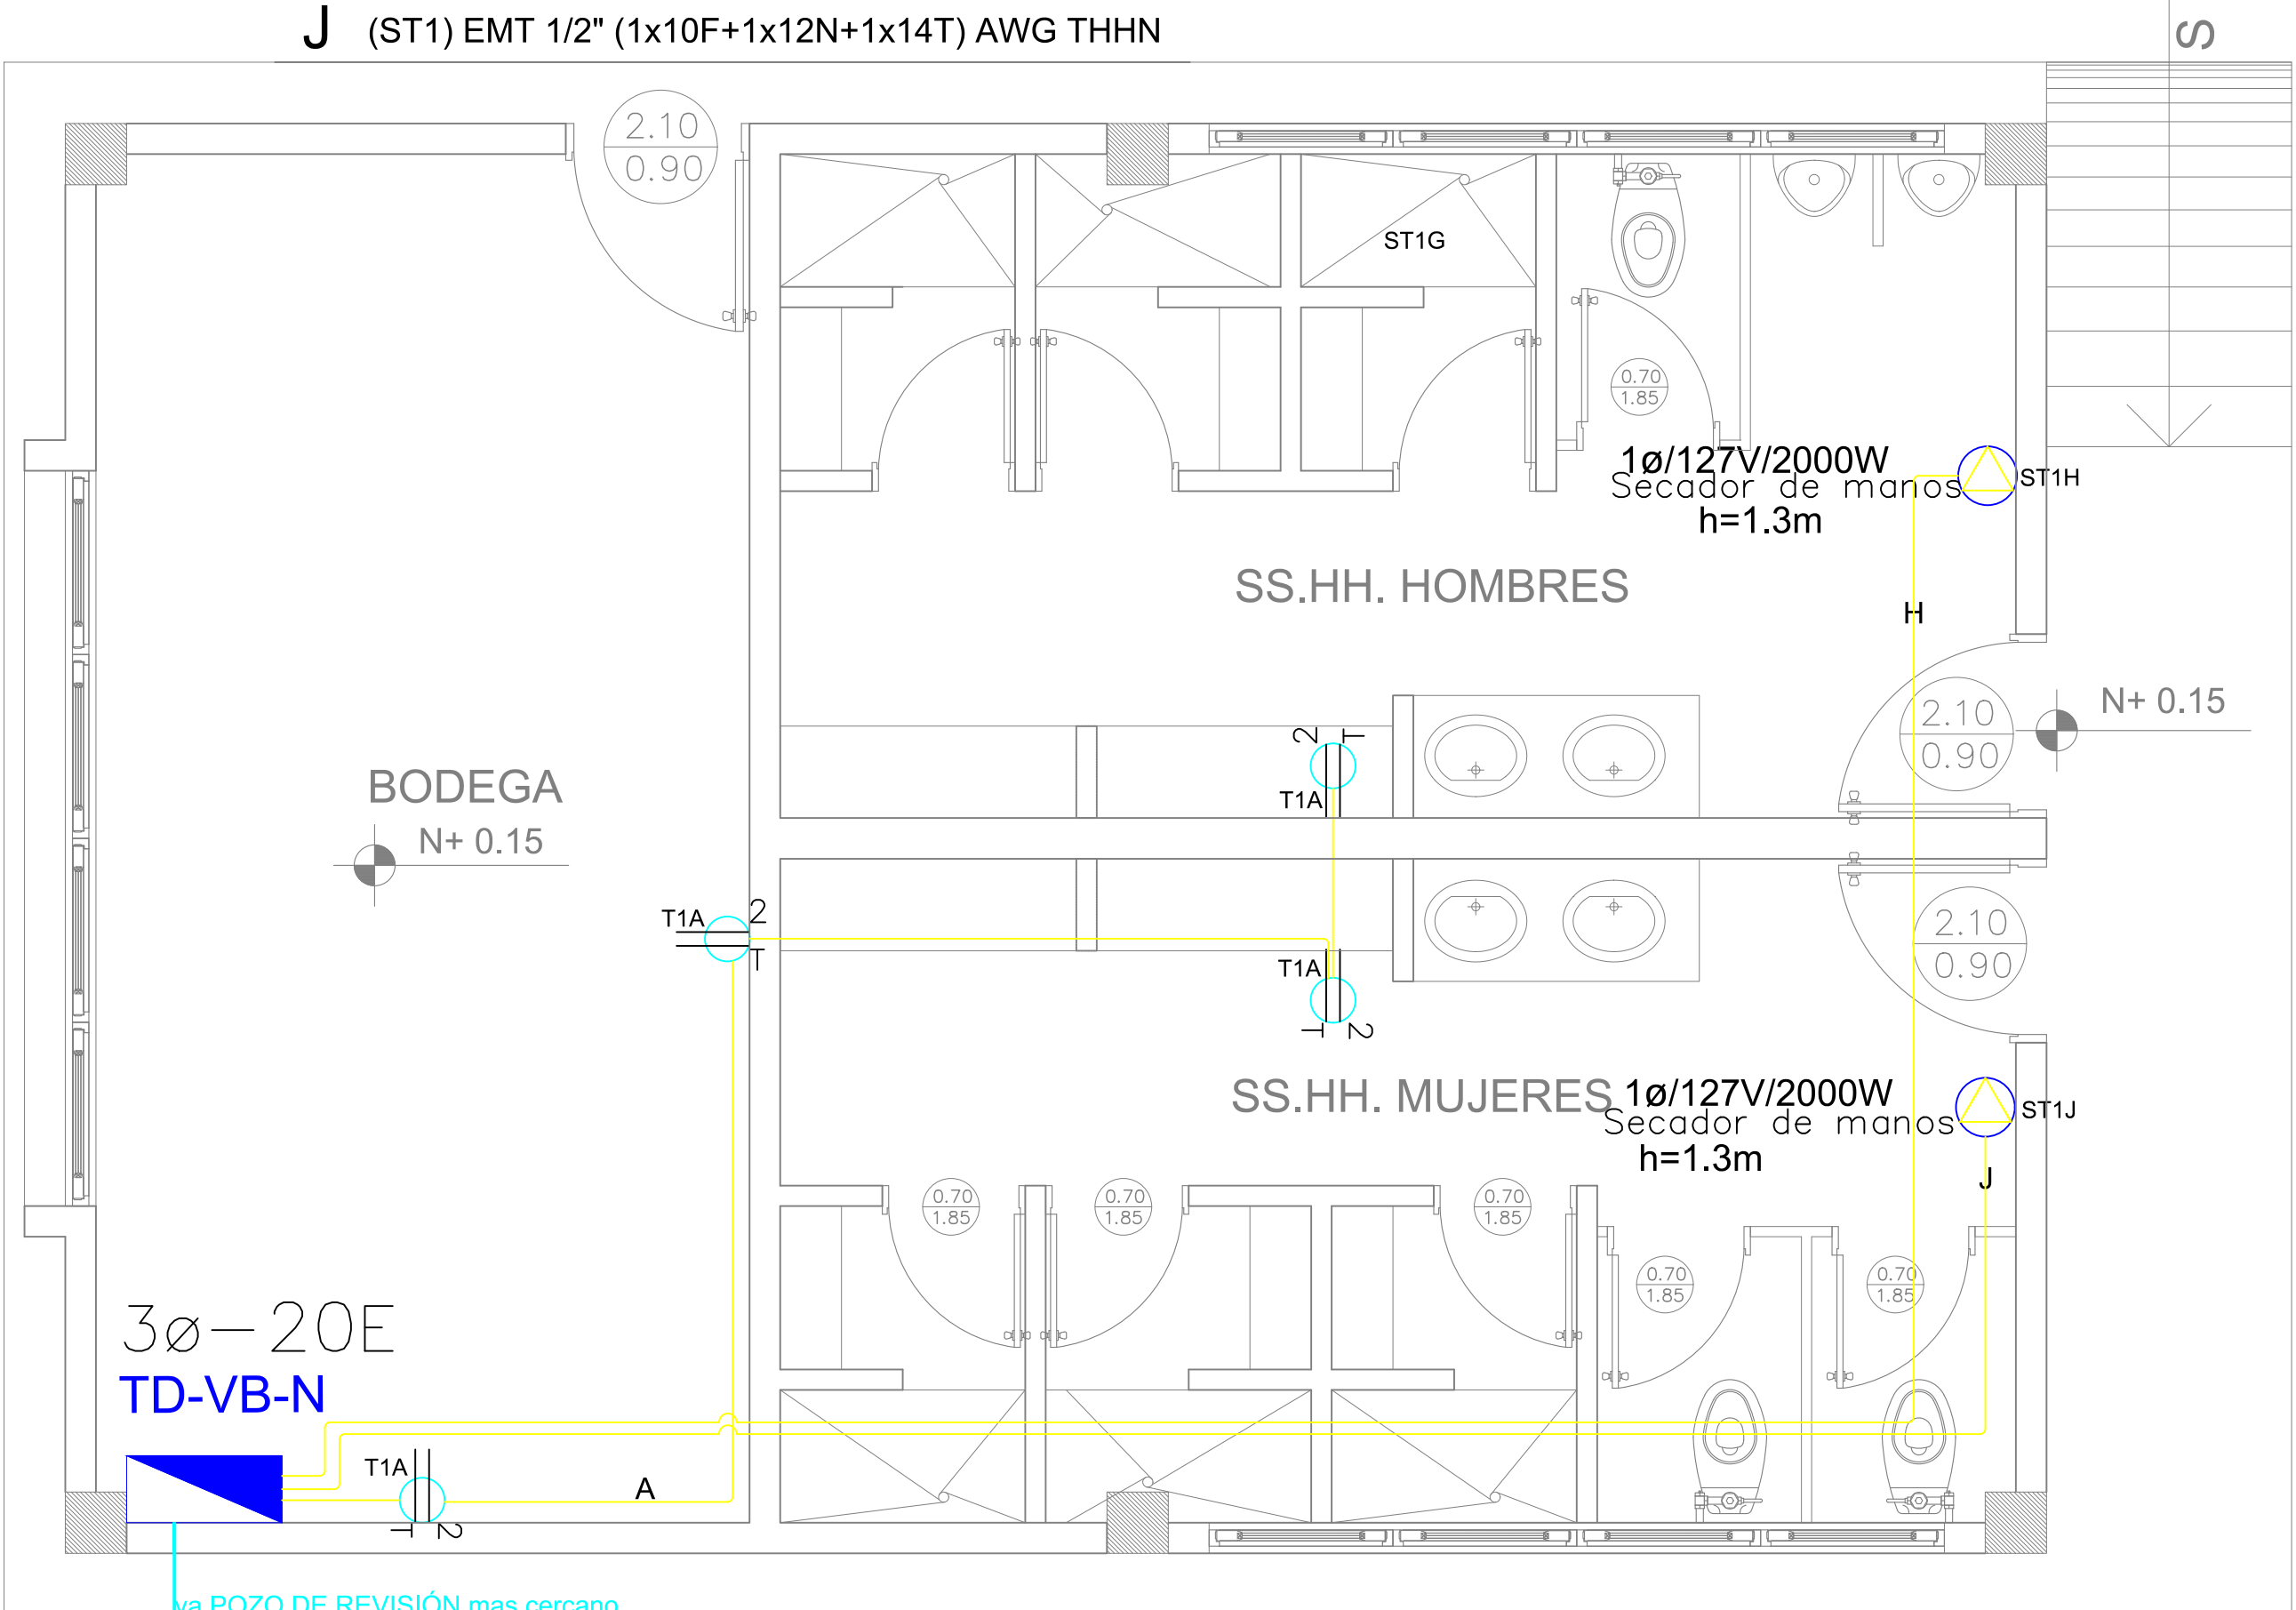 J (ST1) EMT 1/2" (1x10F+1x12N+1x14T) AWG THHN
S
2.10
0.90
ST1G
0.70
1.85
1ø/127V/2000W
Secador de manos
h=1.3m
ST1H
SS.HH. HOMBRES
H
2.10
0.90
N+ 0.15
2
T
T1A
BODEGA
N+ 0.15
T1A
2
T
T1A
T
2
2.10
0.90
SS.HH. MUJERES
1ø/127V/2000W
Secador de manos
h=1.3m
ST1J
J
0.70
1.85
0.70
1.85
0.70
1.85
0.70
1.85
0.70
1.85
3ø-20E
TD-VB-N
T1A
T
2
A
va POZO DE REVISIÓN mas cercano